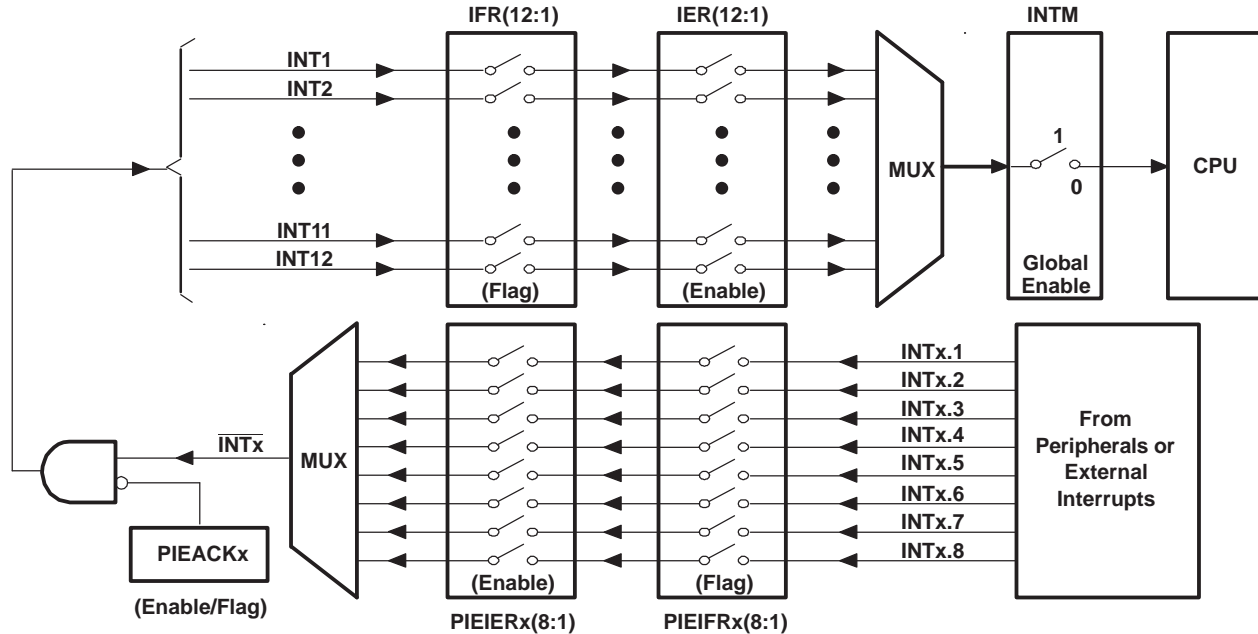 IFR(12:1)
IER(12:1)
INTM
INT1
INT2
1
MUX
CPU
0
INT11
INT12
Global
Enable
(Flag)
(Enable)
INTx.1
INTx.2
INTx.3
INTx.4
INTx.5
INTx.6
INTx.7
INTx.8
From
Peripherals or
External
Interrupts
INTx
MUX
PIEACKx
(Enable/Flag)
(Enable)
(Flag)
PIEIERx(8:1)
PIEIFRx(8:1)